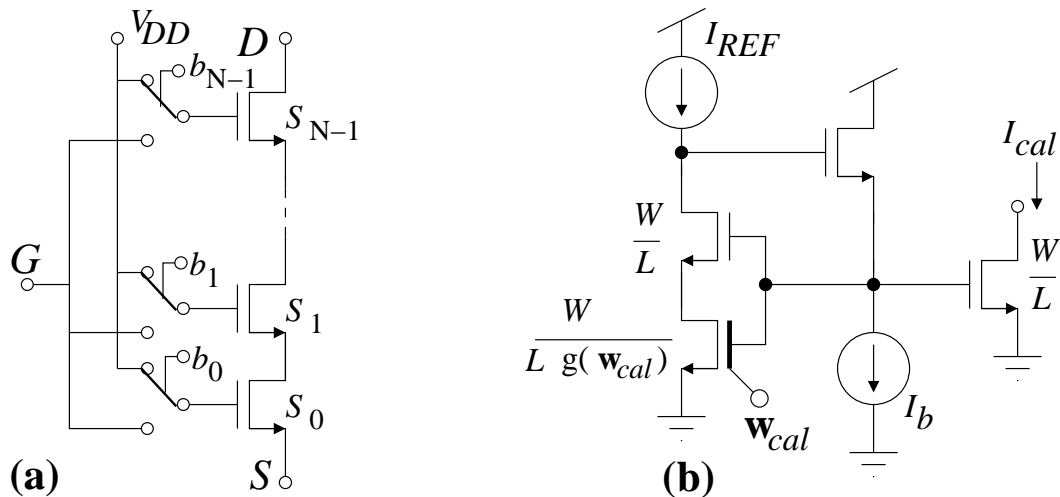 V_DD
D
b_N−1
S_N−1
G
b_1
S_1
b_0
S_0
S
(a)
I_REF
I_cal
W
L
W
L
W
L g( w_cal)
w_cal
I_b
(b)